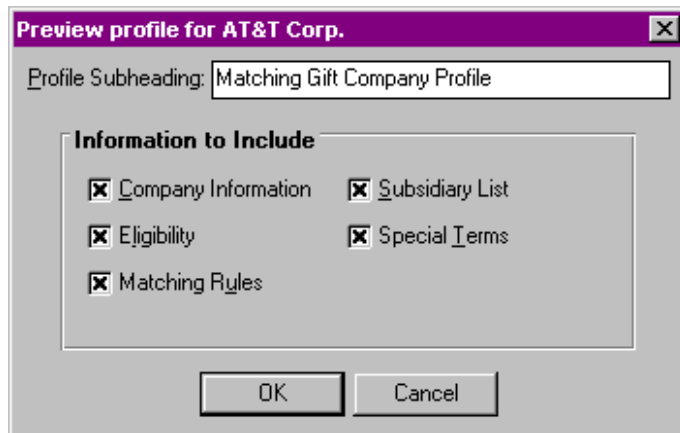 Preview profile for AT&T Corp.
Profile Subheading: Matching Gift Company Profile
Information to Include
Company Information Subsidiary List
Eligibility Special Terms
Matching Rules
OK Cancel